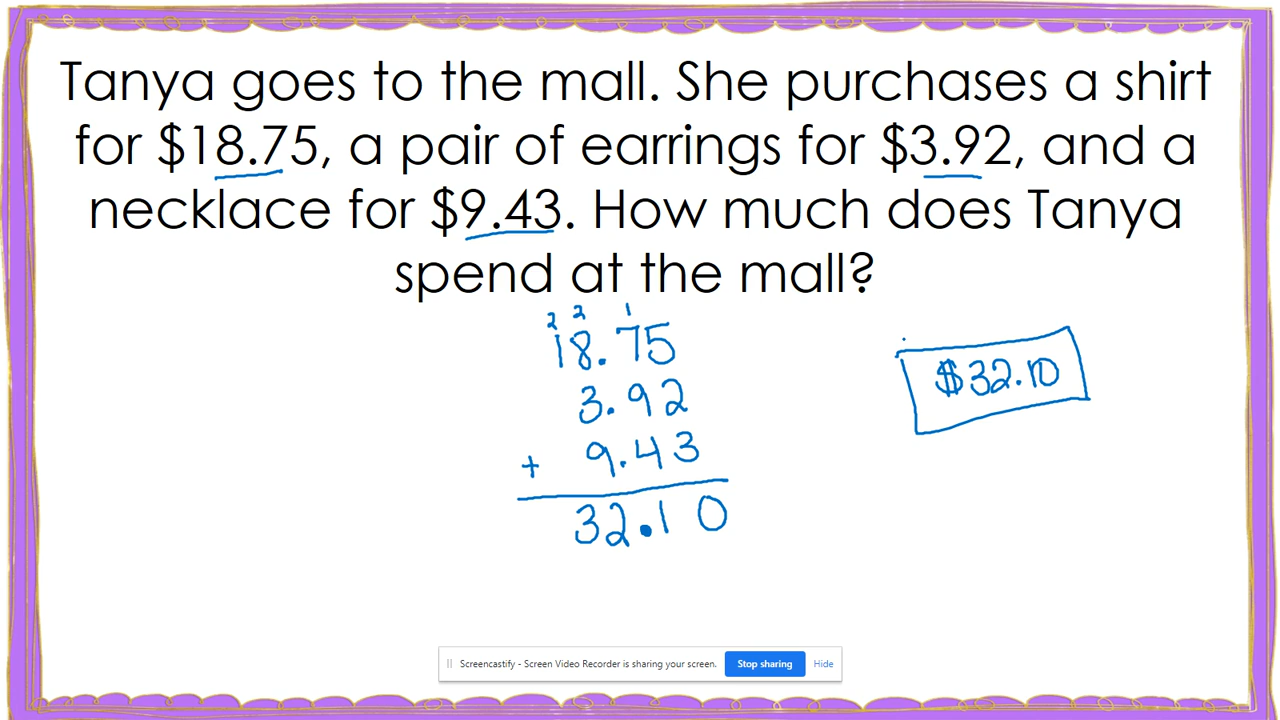 Tanya goes to the mall. She purchases a shirt
for $18.75, a pair of earrings for $3.92, and a
necklace for $9.43. How much does Tanya
spend at the mall?
2 2 1
18.75
3.92
+ 9.43
32.10
$32.10
Screencastify - Screen Video Recorder is sharing your screen. Stop sharing Hide